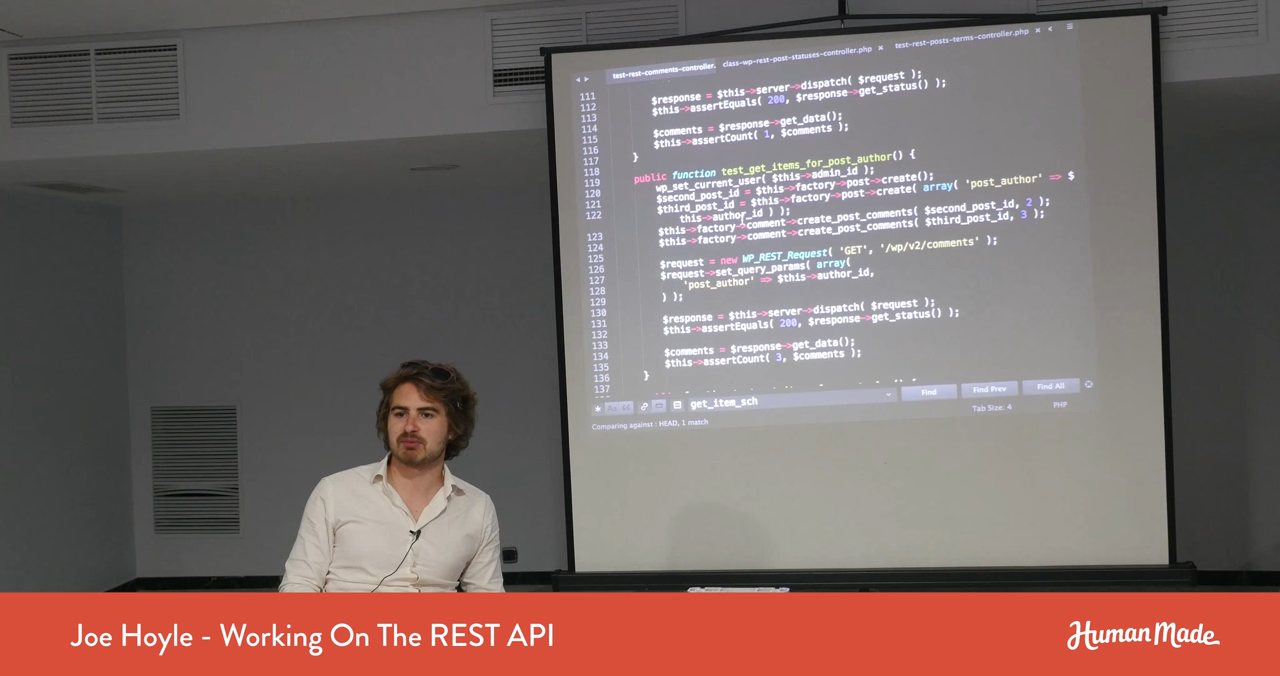 test-rest-comments-controller.
class-wp-rest-post-statuses-controller.php ×
test-rest-posts-terms-controller.php ×
111
112 $response = $this->server->dispatch( $request );
113 $this->assertEquals( 200, $response->get_status() );
114
115 $comments = $response->get_data();
116 $this->assertCount( 1, $comments );
117 }
118
119 public function test_get_items_for_post_author() {
120 wp_set_current_user( $this->admin_id );
121 $second_post_id = $this->factory->post->create();
122 $third_post_id = $this->factory->post->create( array( 'post_author' => $
this->author_id ) );
123 $this->factory->comment->create_post_comments( $second_post_id, 2 );
124 $this->factory->comment->create_post_comments( $third_post_id, 3 );
125
126 $request = new WP_REST_Request( 'GET', '/wp/v2/comments' );
127 $request->set_query_params( array(
128 'post_author' => $this->author_id,
129 ) );
130
131 $response = $this->server->dispatch( $request );
132 $this->assertEquals( 200, $response->get_status() );
133
134 $comments = $response->get_data();
135 $this->assertCount( 3, $comments );
136 }
137
Aa get_item_sch Find Find Prev Find All
Comparing against : HEAD, 1 match Tab Size: 4 PHP
Joe Hoyle - Working On The REST API
Human Made